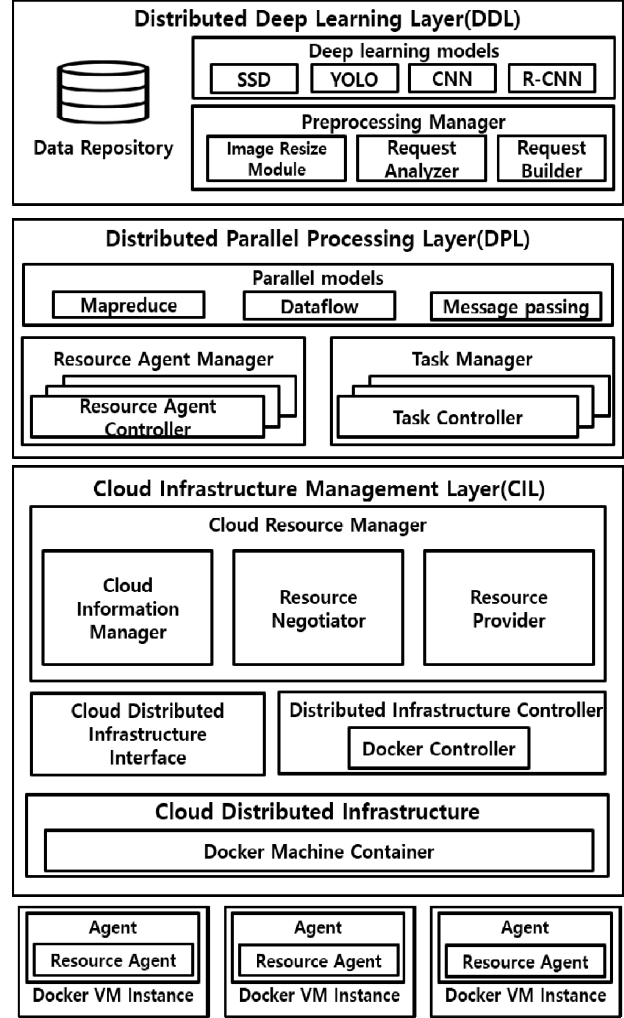 Distributed Deep Learning Layer(DDL)
Data Repository
Deep learning models
SSD
YOLO
CNN
R-CNN
Preprocessing Manager
Image Resize
Module
Request
Analyzer
Request
Builder
Distributed Parallel Processing Layer(DPL)
Parallel models
Mapreduce
Dataflow
Message passing
Resource Agent Manager
Resource Agent
Controller
Task Manager
Task Controller
Cloud Infrastructure Management Layer(CIL)
Cloud Resource Manager
Cloud
Information
Manager
Resource
Negotiator
Resource
Provider
Cloud Distributed
Infrastructure
Interface
Distributed Infrastructure Controller
Docker Controller
Cloud Distributed Infrastructure
Docker Machine Container
Agent
Resource Agent
Docker VM Instance
Agent
Resource Agent
Docker VM Instance
Agent
Resource Agent
Docker VM Instance